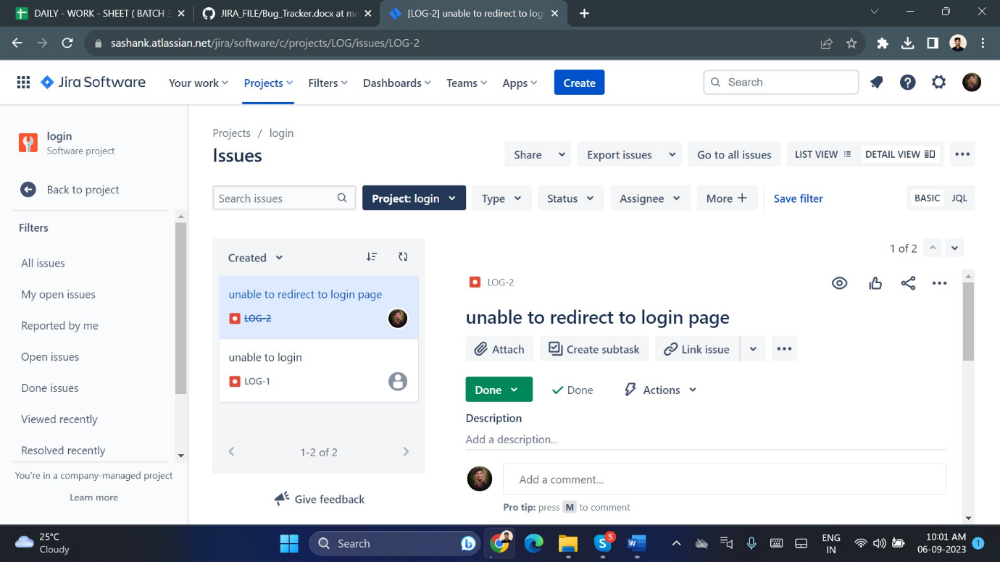 DAILY - WORK - SHEET ( BATCH 3
JIRA_FILE/Bug_Tracker.docx at ma
[LOG-2] unable to redirect to logi
sashank.atlassian.net/jira/software/c/projects/LOG/issues/LOG-2
Jira Software Your work Projects Filters Dashboards Teams Apps Create Search
login
Software project
Back to project
Filters
All issues
My open issues
Reported by me
Open issues
Done issues
Viewed recently
Resolved recently
You're in a company-managed project
Learn more
Projects / login
Issues
Share Export issues Go to all issues LIST VIEW DETAIL VIEW
Search issues Project: login Type Status Assignee More Save filter BASIC JQL
Created
unable to redirect to login page
LOG-2
unable to login
LOG-1
1-2 of 2
Give feedback
1 of 2
LOG-2
unable to redirect to login page
Attach Create subtask Link issue
Done Done Actions
Description
Add a description...
Add a comment...
Pro tip: press M to comment
25°C
Cloudy
Search
5
ENG
IN
10:01 AM
06-09-2023
1